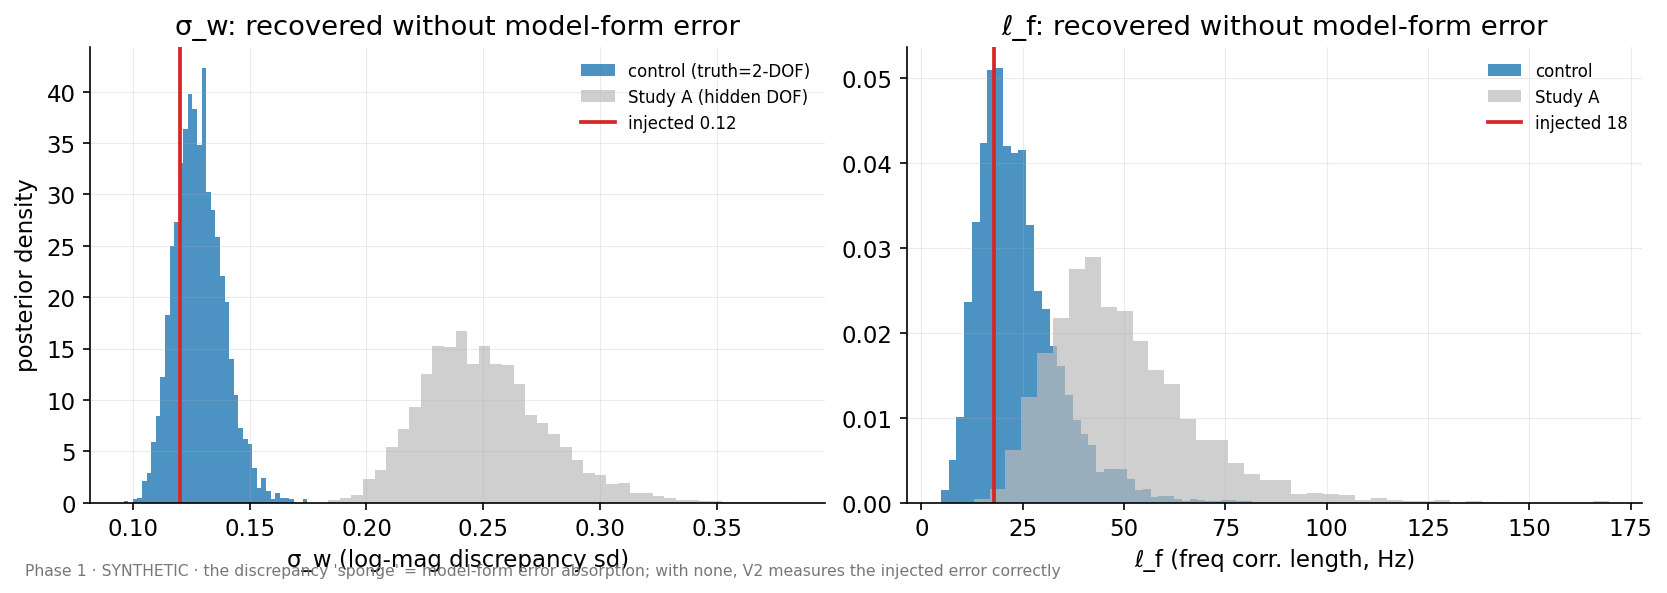 σ_w: recovered without model-form error
control (truth=2-DOF)
Study A (hidden DOF)
injected 0.12
posterior density
40
35
30
25
20
15
10
5
0
0.10 0.15 0.20 0.25 0.30 0.35
σ_w (log-mag discrepancy sd)
ℓ_f: recovered without model-form error
control
Study A
injected 18
0.05
0.04
0.03
0.02
0.01
0.00
0 25 50 75 100 125 150 175
ℓ_f (freq corr. length, Hz)
Phase 1 · SYNTHETIC · the discrepancy 'sponge' = model-form error absorption; with none, V2 measures the injected error correctly